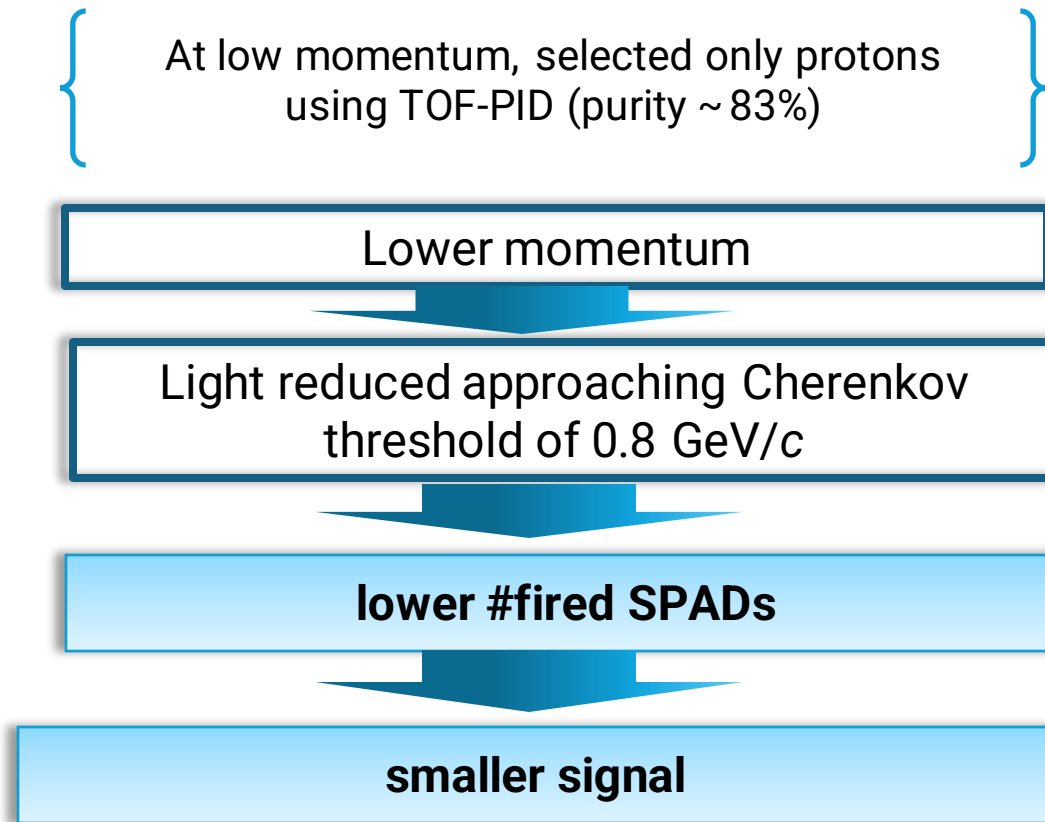 At low momentum, selected only protons
using TOF-PID (purity ~83%)
Lower momentum
Light reduced approaching Cherenkov
threshold of 0.8 GeV/c
lower #fired SPADs
smaller signal